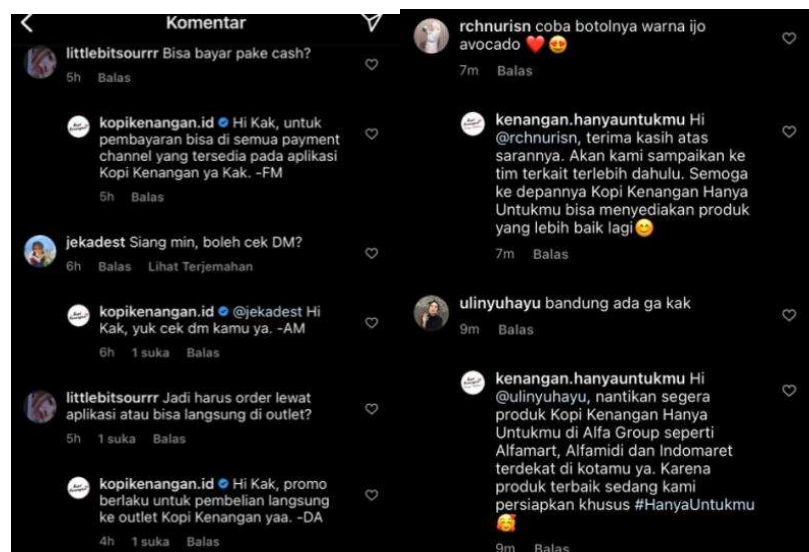 Komentar
littlebitsourrr Bisa bayar pake cash?
5h Balas
kopikenangan.id Hi Kak, untuk
pembayaran bisa di semua payment
channel yang tersedia pada aplikasi
Kopi Kenangan ya Kak. -FM
5h Balas
jekadest Siang min, boleh cek DM?
6h Balas Lihat Terjemahan
kopikenangan.id @jekadest Hi
Kak, yuk cek dm kamu ya. -AM
6h 1 suka Balas
littlebitsourrr Jadi harus order lewat
aplikasi atau bisa langsung di outlet?
5h 1 suka Balas
kopikenangan.id Hi Kak, promo
berlaku untuk pembelian langsung
ke outlet Kopi Kenangan yaa. -DA
4h 1 suka Balas
rchnurisn coba botolnya warna ijo
avocado ❤️😍
7m Balas
kenangan.hanyauntukmu Hi
@rchnurisn, terima kasih atas
sarannya. Akan kami sampaikan ke
tim terkait terlebih dahulu. Semoga
ke depannya Kopi Kenangan Hanya
Untukmu bisa menyediakan produk
yang lebih baik lagi😊
7m Balas
ulinyuhayu bandung ada ga kak
9m Balas
kenangan.hanyauntukmu Hi
@ulinyuhayu, nantikan segera
produk Kopi Kenangan Hanya
Untukmu di Alfa Group seperti
Alfamart, Alfamidi dan Indomaret
terdekat di kotamu ya. Karena
produk terbaik sedang kami
persiapkan khusus #HanyaUntukmu
🥰
9m Balas